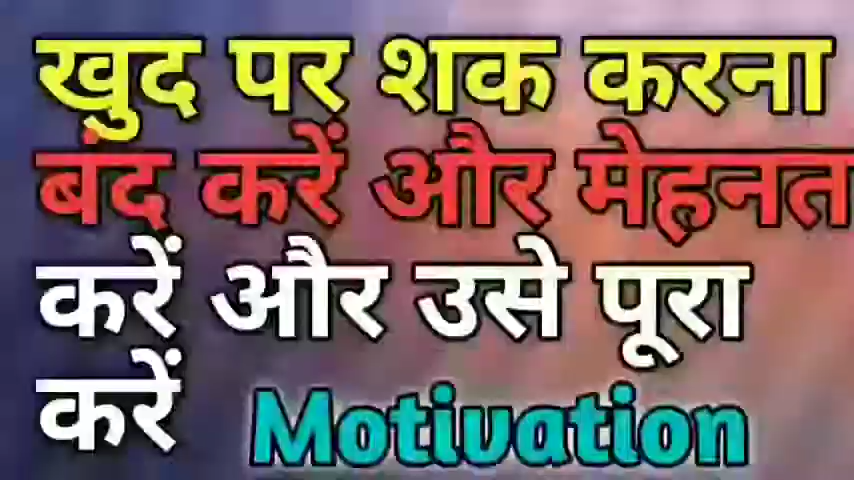 खुद पर शक करना
बंद करें और मेहनत
करें और उसे पूरा
करें Motivation